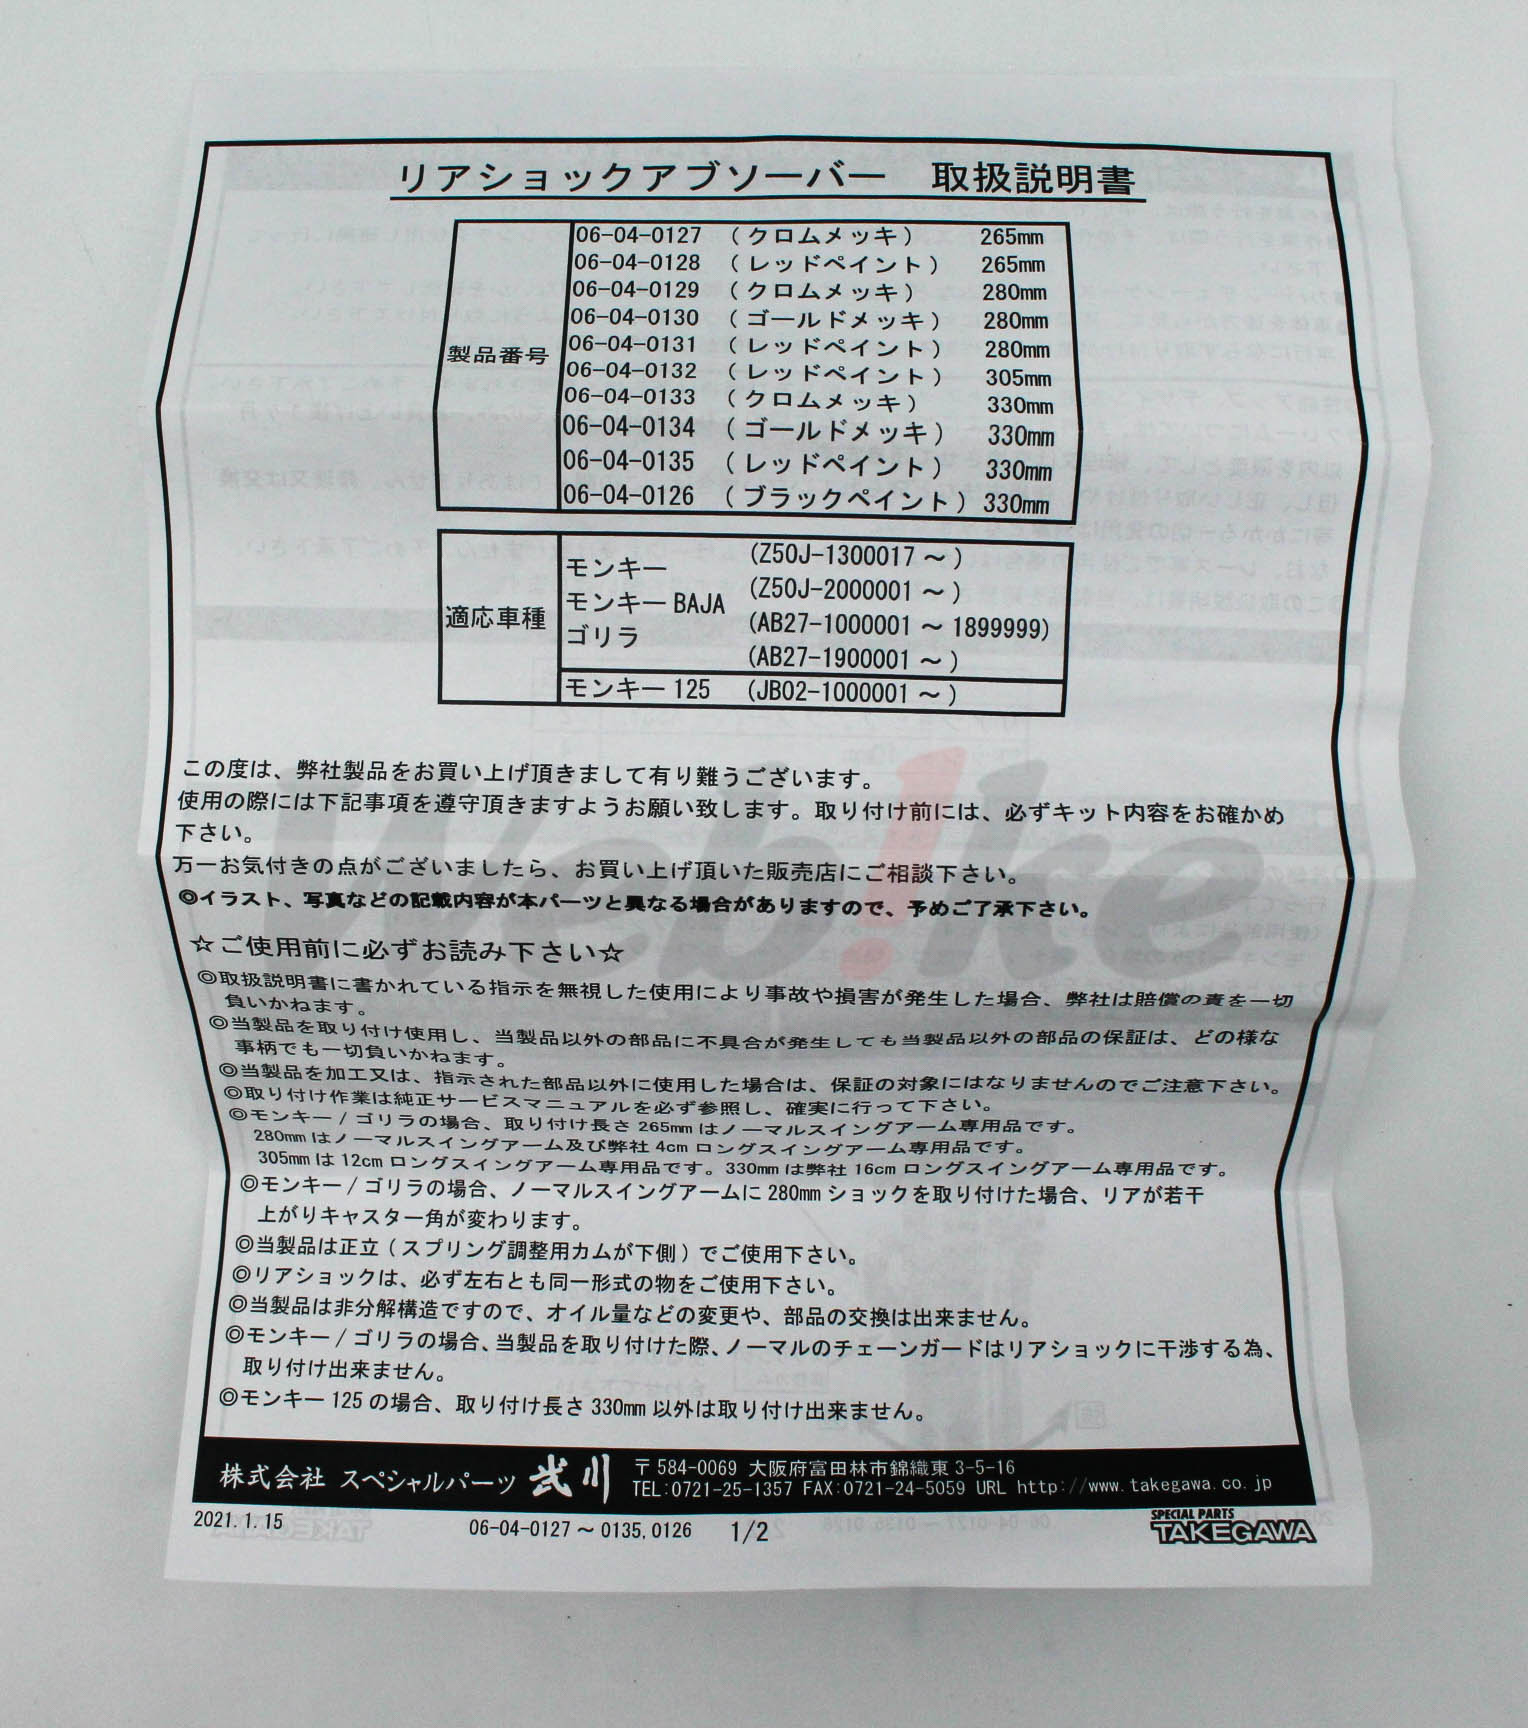 リアショックアブソーバー 取扱説明書
製品番号
06-04-0127 (クロムメッキ) 265mm
06-04-0128 (レッドペイント) 265mm
06-04-0129 (クロムメッキ) 280mm
06-04-0130 (ゴールドメッキ) 280mm
06-04-0131 (レッドペイント) 280mm
06-04-0132 (レッドペイント) 305mm
06-04-0133 (クロムメッキ) 330mm
06-04-0134 (ゴールドメッキ) 330mm
06-04-0135 (レッドペイント) 330mm
06-04-0126 (ブラックペイント) 330mm
適応車種
モンキー (Z50J-1300017 ~ )
モンキー BAJA (Z50J-2000001 ~ )
ゴリラ (AB27-1000001 ~ 1899999)
(AB27-1900001 ~ )
モンキー 125 (JB02-1000001 ~ )
この度は、弊社製品をお買い上げ頂きまして有り難うございます。
使用の際には下記事項を遵守頂きますようお願い致します。取り付け前には、必ずキット内容をお確かめ
下さい。
万一お気付きの点がございましたら、お買い上げ頂いた販売店にご相談下さい。
◎イラスト、写真などの記載内容が本パーツと異なる場合がありますので、予めご了承下さい。
☆ご使用前に必ずお読み下さい☆
◎取扱説明書に書かれている指示を無視した使用により事故や損害が発生した場合、弊社は賠償の責を一切
負いかねます。
◎当製品を取り付け使用し、当製品以外の部品に不具合が発生しても当製品以外の部品の保証は、どの様な
事柄でも一切負いかねます。
◎当製品を加工又は、指示された部品以外に使用した場合は、保証の対象にはなりませんのでご注意下さい。
◎取り付け作業は純正サービスマニュアルを必ず参照し、確実に行って下さい。
◎モンキー / ゴリラの場合、取り付け長さ 265mm はノーマルスイングアーム専用品です。
280mm はノーマルスイングアーム及び弊社 4cm ロングスイングアーム専用品です。
305mm は 12cm ロングスイングアーム専用品です。330mm は弊社 16cm ロングスイングアーム専用品です。
◎モンキー / ゴリラの場合、ノーマルスイングアームに 280mm ショックを取り付けた場合、リアが若干
上がりキャスター角が変わります。
◎当製品は正立 ( スプリング調整用カムが下側 ) でご使用下さい。
◎リアショックは、必ず左右とも同一形式の物をご使用下さい。
◎当製品は非分解構造ですので、オイル量などの変更や、部品の交換は出来ません。
◎モンキー / ゴリラの場合、当製品を取り付けた際、ノーマルのチェーンガードはリアショックに干渉する為、
取り付け出来ません。
◎モンキー 125 の場合、取り付け長さ 330mm 以外は取り付け出来ません。
株式会社 スペシャルパーツ 武川
〒584-0069 大阪府富田林市錦織東 3-5-16
TEL:0721-25-1357 FAX:0721-24-5059 URL http://www.takegawa.co.jp
2021.1.15 06-04-0127 ~ 0135,0126 1/2
SPECIAL PARTS
TAKEGAWA
Web!ke